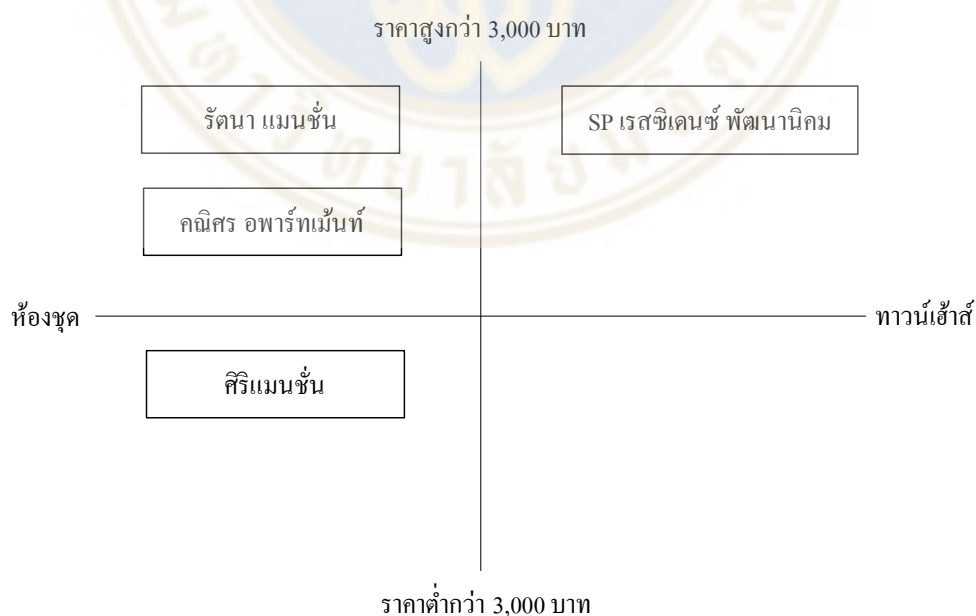 ราคาสูงกว่า 3,000 บาท
รัตนา แมนชั่น
SP เรสซิเดนซ์ พัฒนานิคม
คณิศร อพาร์ทเม้นท์
ห้องชุด
ทาวน์เฮ้าส์
ศิริแมนชั่น
ราคาต่ำกว่า 3,000 บาท